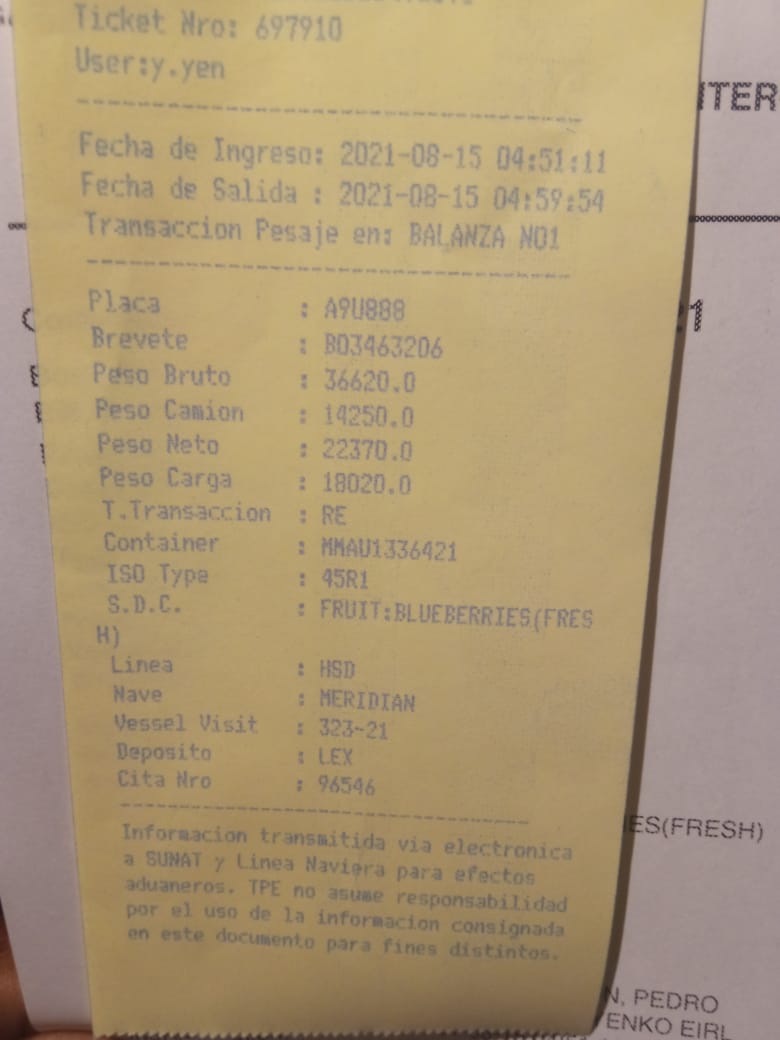 Ticket Nro: 697910
User:y.yen
Fecha de Ingreso: 2021-08-15 04:51:11
Fecha de Salida : 2021-08-15 04:59:54
Transaccion Pesaje en: BALANZA N01
Placa : A9U888
Brevete : B03463206
Peso Bruto : 36620.0
Peso Camion : 14250.0
Peso Neto : 22370.0
Peso Carga : 18020.0
T.Transaccion : RE
Container : MMAU1336421
ISO Type : 45R1
S.D.C. : FRUIT:BLUEBERRIES(FRES
H)
Linea : HSD
Nave : MERIDIAN
Vessel Visit : 323-21
Deposito : LEX
Cita Nro : 96546
Informacion transmitida via electronica
a SUNAT y Linea Naviera para efectos
aduaneros. TPE no asume responsabilidad
por el uso de la informacion consignada
en este documento para fines distintos.
ITER
21
IES(FRESH)
N, PEDRO
ENKO EIRL